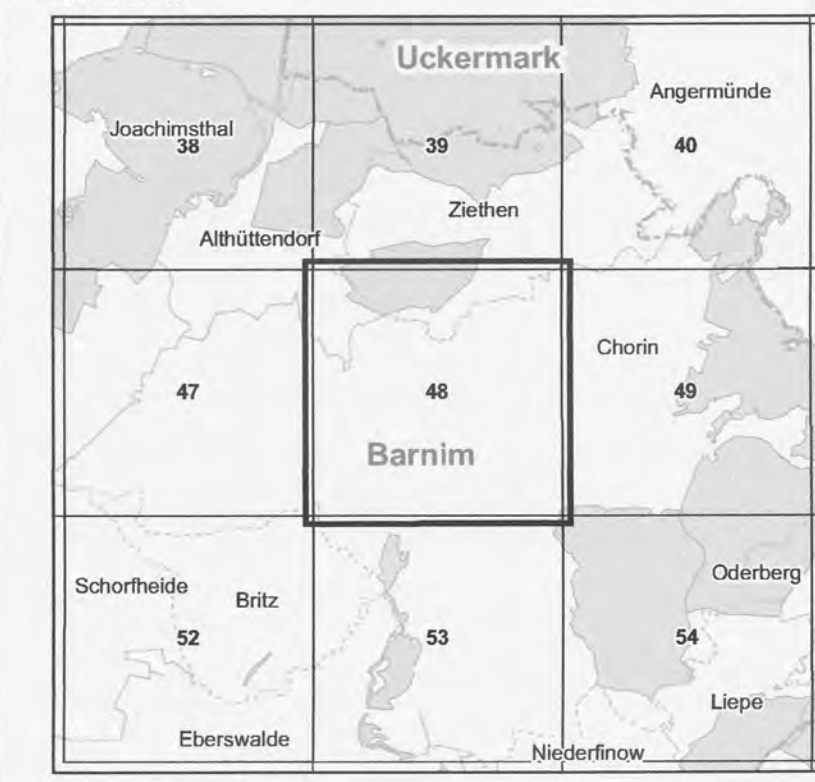 Uckermark
Angermünde
Joachimsthal
38
39
40
Ziethen
Althüttendorf
Chorin
47
48
49
Barnim
Schorfheide
Britz
Oderberg
52
53
54
Liepe
Eberswalde
Niederfinow